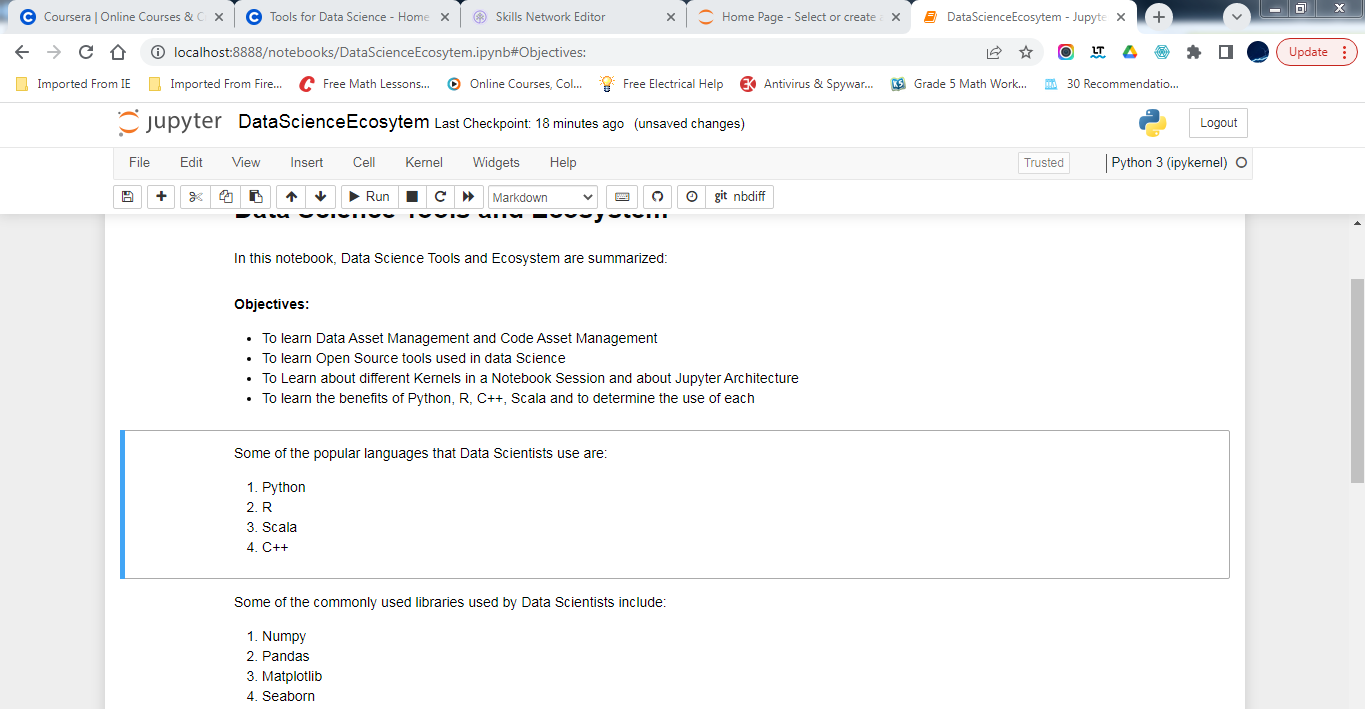 Coursera | Online Courses & C
Tools for Data Science - Home
Skills Network Editor
Home Page - Select or create a
DataScienceEcosytem - Jupyte
localhost:8888/notebooks/DataScienceEcosytem.ipynb#Objectives:
LT
Update
Imported From IE
Imported From Fire...
Free Math Lessons...
Online Courses, Col...
Free Electrical Help
Antivirus & Spywar...
Grade 5 Math Work...
30 Recommendatio...
jupyter DataScienceEcosytem Last Checkpoint: 18 minutes ago (unsaved changes)
Logout
File Edit View Insert Cell Kernel Widgets Help
Trusted
Python 3 (ipykernel)
Run
Markdown
git nbdiff
Data Science Tools and Ecosystem
In this notebook, Data Science Tools and Ecosystem are summarized:
Objectives:
• To learn Data Asset Management and Code Asset Management
• To learn Open Source tools used in data Science
• To Learn about different Kernels in a Notebook Session and about Jupyter Architecture
• To learn the benefits of Python, R, C++, Scala and to determine the use of each
Some of the popular languages that Data Scientists use are:
1. Python
2. R
3. Scala
4. C++
Some of the commonly used libraries used by Data Scientists include:
1. Numpy
2. Pandas
3. Matplotlib
4. Seaborn